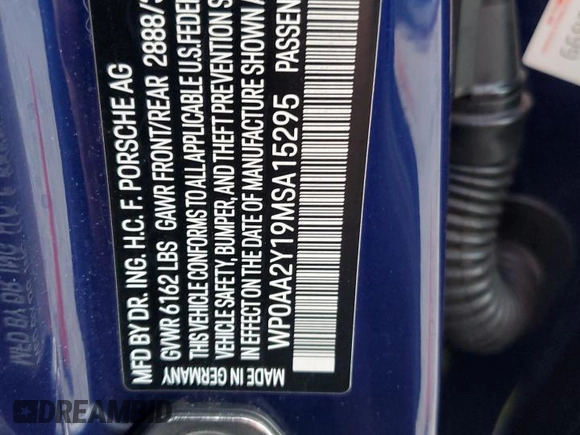 MFD BY DR. ING. H.C. F. PORSCHE AG
GVWR 6162 LBS GAWR FRONT/REAR 2888/
THIS VEHICLE CONFORMS TO ALL APPLICABLE U.S. FEDE
VEHICLE SAFETY, BUMPER, AND THEFT PREVENTION S
IN EFFECT ON THE DATE OF MANUFACTURE SHOWN
WP0AA2Y19MSA15295 PASSEN
MADE IN GERMANY
DREAMBID